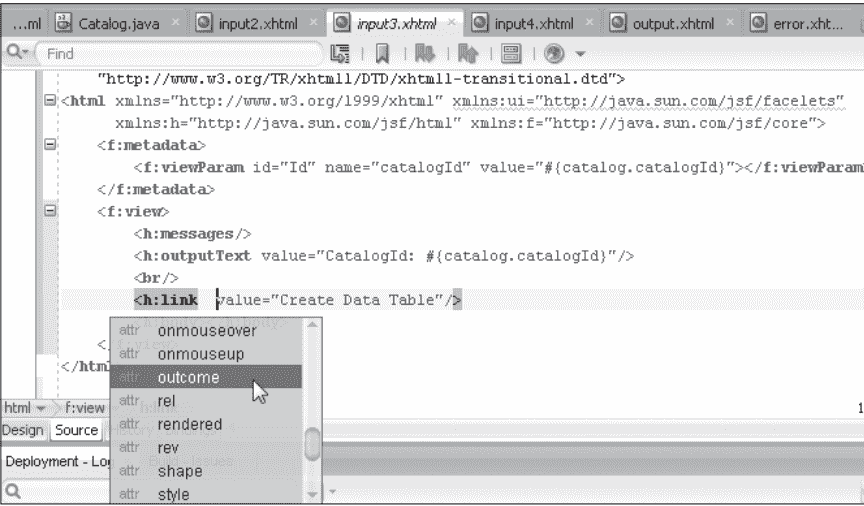 ...ml Catalog.java input2.xhtml input3.xhtml input4.xhtml output.xhtml error.xht...
Find
"http://www.w3.org/TR/xhtml1/DTD/xhtml1-transitional.dtd">
<html xmlns="http://www.w3.org/1999/xhtml" xmlns:ui="http://java.sun.com/jsf/facelets"
xmlns:h="http://java.sun.com/jsf/html" xmlns:f="http://java.sun.com/jsf/core">
<f:metadata>
<f:viewParam id="Id" name="catalogId" value="#{catalog.catalogId}"></f:viewParam
</f:metadata>
<f:view>
<h:messages/>
<h:outputText value="CatalogId: #{catalog.catalogId}"/>
<br/>
<h:link value="Create Data Table"/>
attr onmouseover
attr onmouseup
</htm
attr outcome
attr rel
html f:view
attr rendered
Design Source
attr rev
Deployment - Lo
attr shape
attr style
1